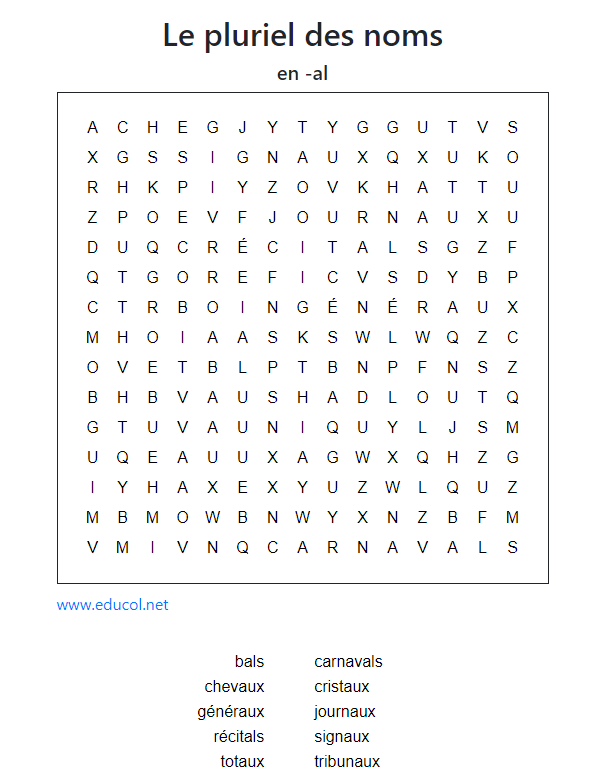 Le pluriel des noms
en -al
A C H E G J Y T Y G G U T V S
X G S S I G N A U X Q X U K O
R H K P I Y Z O V K H A T T U
Z P O E V F J O U R N A U X U
D U Q C R É C I T A L S G Z F
Q T G O R E F I C V S D Y B P
C T R B O I N G É N É R A U X
M H O I A A S K S W L W Q Z C
O V E T B L P T B N P F N S Z
B H B V A U S H A D L O U T Q
G T U V A U N I Q U Y L J S M
U Q E A U U X A G W X Q H Z G
I Y H A X E X Y U Z W L Q U Z
M B M O W B N W Y X N Z B F M
V M I V N Q C A R N A V A L S
www.educol.net
bals carnavals
chevaux cristaux
généraux journaux
récitals signaux
totaux tribunaux